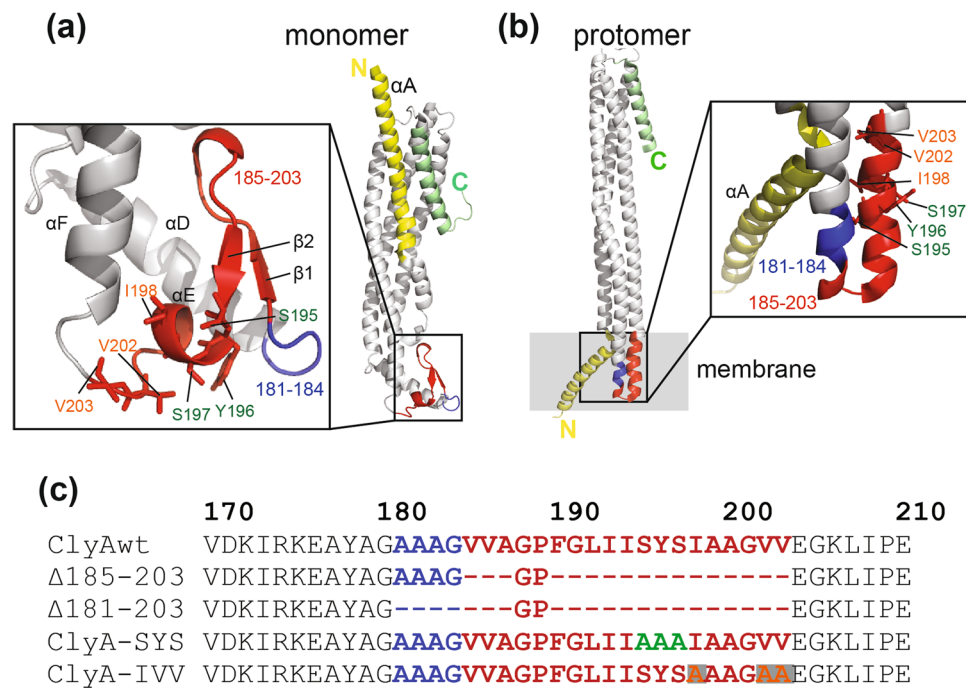 (a)
monomer
N
αA
C
αF
αD
185-203
β2
β1
αE
I198
S195
V202
181-184
V203
S197
Y196
(b)
protomer
C
membrane
N
αA
V203
V202
I198
S197
Y196
S195
181-184
185-203
(c)
170 180 190 200 210
ClyAwt VDKIRKEAYAGAAAGVVAGPFGLIISYSIAAGVVEGKLIPE
Δ185-203 VDKIRKEAYAGAAAG---GP--------------EGKLIPE
Δ181-203 VDKIRKEAYAG-------GP--------------EGKLIPE
ClyA-SYS VDKIRKEAYAGAAAGVVAGPFGLIIAAAIAAGVVEGKLIPE
ClyA-IVV VDKIRKEAYAGAAAGVVAGPFGLIISYSAAAGAAEGKLIPE